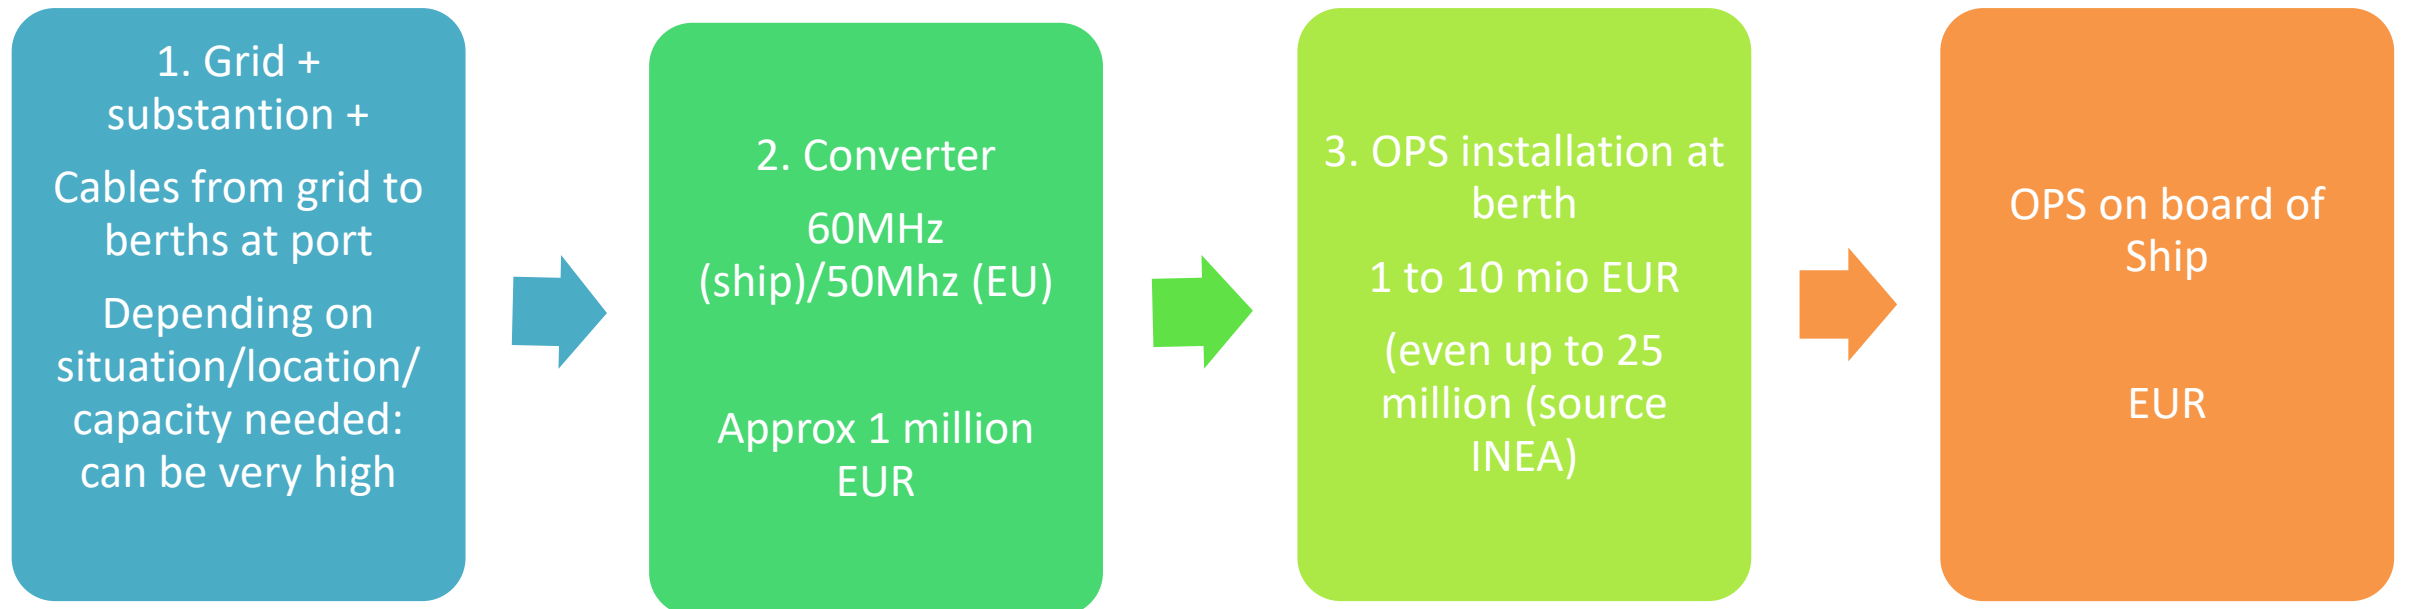 1. Grid +
substantion +
Cables from grid to
berths at port
Depending on
situation/location/
capacity needed:
can be very high
2. Converter
60MHz
(ship)/50Mhz (EU)
Approx 1 million
EUR
3. OPS installation at
berth
1 to 10 mio EUR
(even up to 25
million (source
INEA)
OPS on board of
Ship
EUR